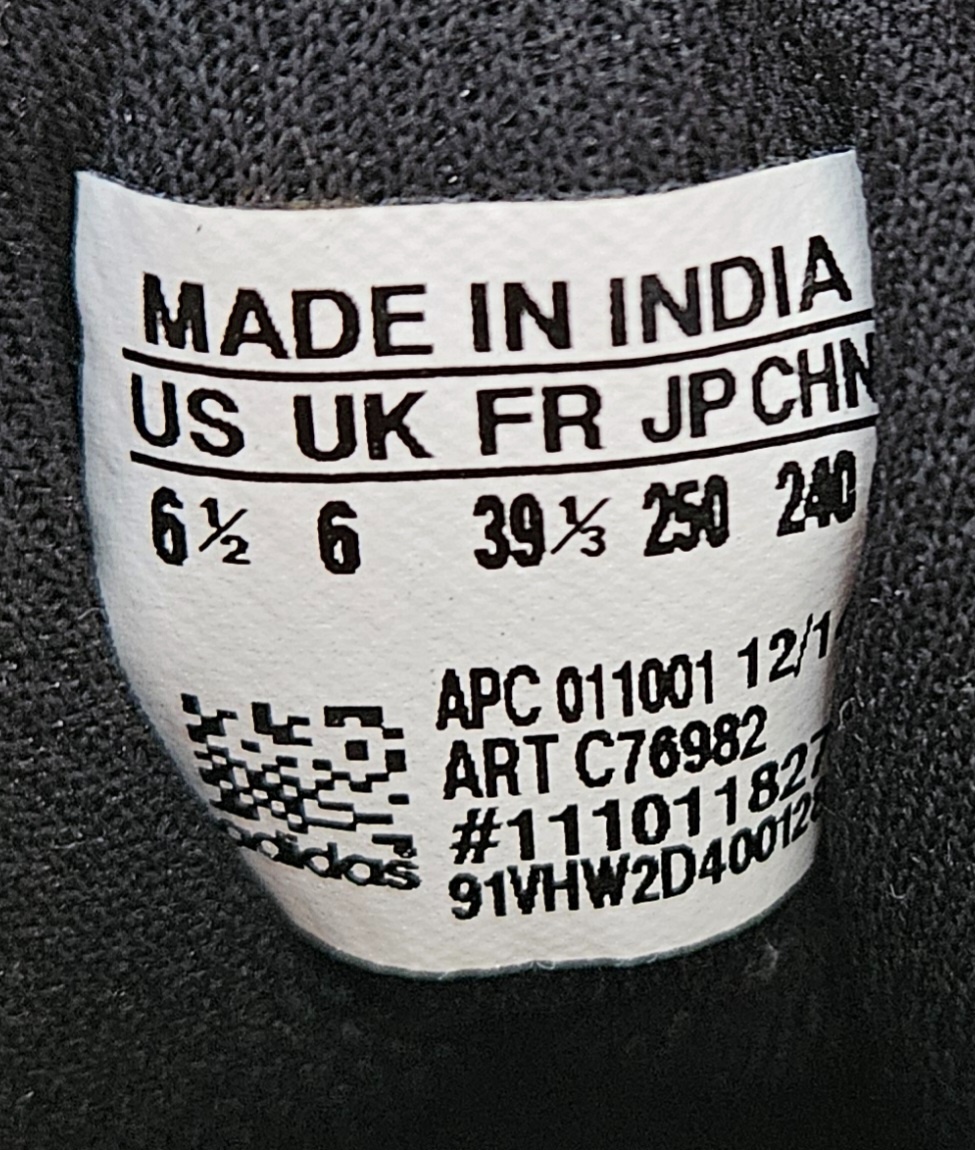 MADE IN INDIA
US UK FR JP CHN
6½ 6 39⅓ 250 240
APC 011001
ART C76982
adidas